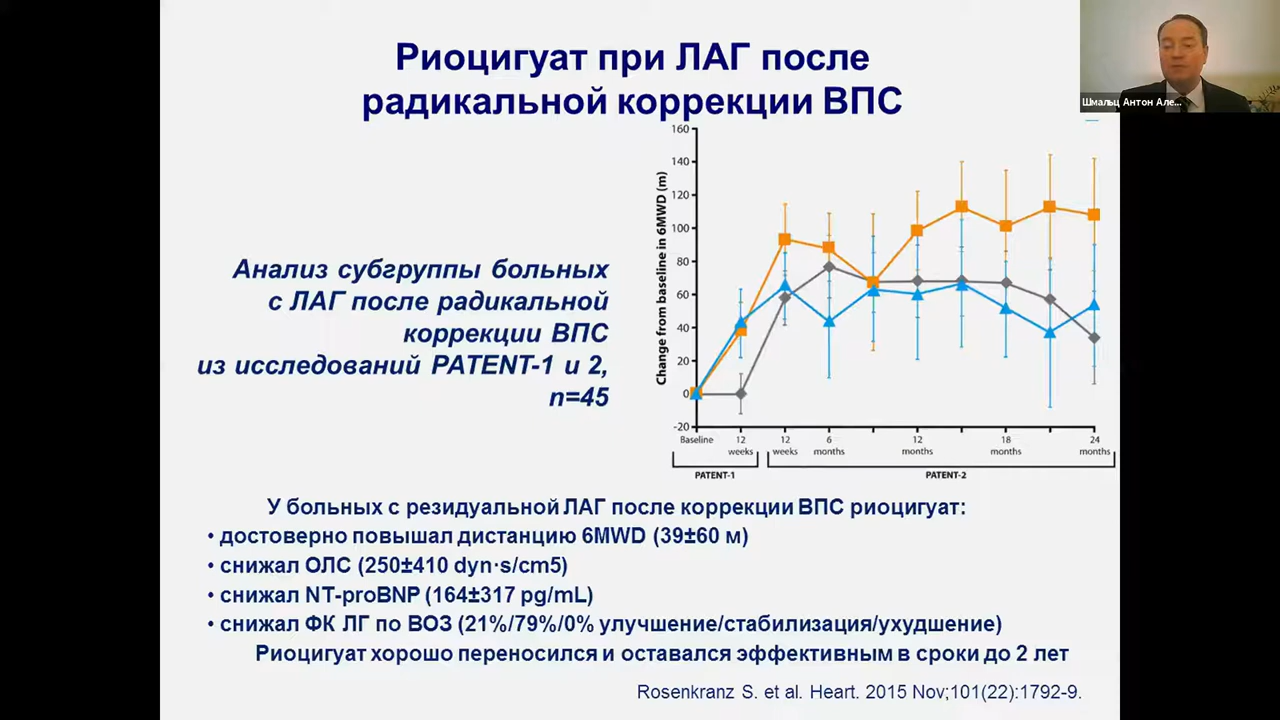 Риоцигуат при ЛАГ после
радикальной коррекции ВПС
Шмальц Антон Але...
Анализ субгруппы больных
с ЛАГ после радикальной
коррекции ВПС
из исследований PATENT-1 и 2,
n=45
Change from baseline in 6MWD (m)
160
140
120
100
80
60
40
20
0
-20
Baseline 12 weeks 12 weeks 6 months 12 months 18 months 24 months
PATENT-1 PATENT-2
У больных с резидуальной ЛАГ после коррекции ВПС риоцигуат:
• достоверно повышал дистанцию 6MWD (39±60 м)
• снижал ОЛС (250±410 dyn·s/cm5)
• снижал NT-proBNP (164±317 pg/mL)
• снижал ФК ЛГ по ВОЗ (21%/79%/0% улучшение/стабилизация/ухудшение)
Риоцигуат хорошо переносился и оставался эффективным в сроки до 2 лет
Rosenkranz S. et al. Heart. 2015 Nov;101(22):1792-9.